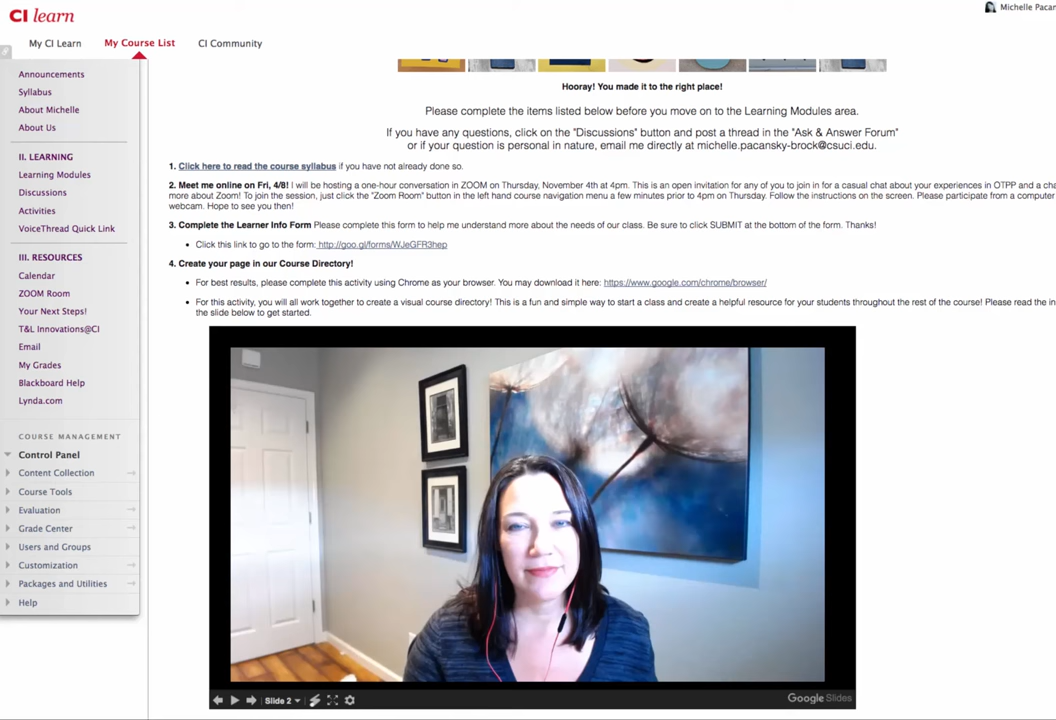 CI learn
Michelle Pacan
My CI Learn
My Course List
CI Community
Announcements
Syllabus
About Michelle
About Us
II. LEARNING
Learning Modules
Discussions
Activities
VoiceThread Quick Link
III. RESOURCES
Calendar
ZOOM Room
Your Next Steps!
T&L Innovations@CI
Email
My Grades
Blackboard Help
Lynda.com
COURSE MANAGEMENT
Control Panel
Content Collection
Course Tools
Evaluation
Grade Center
Users and Groups
Customization
Packages and Utilities
Help
Hooray! You made it to the right place!
Please complete the items listed below before you move on to the Learning Modules area.
If you have any questions, click on the "Discussions" button and post a thread in the "Ask & Answer Forum"
or if your question is personal in nature, email me directly at michelle.pacansky-brock@csuci.edu.
1. Click here to read the course syllabus if you have not already done so.
2. Meet me online on Fri, 4/8! I will be hosting a one-hour conversation in ZOOM on Thursday, November 4th at 4pm. This is an open invitation for any of you to join in for a casual chat about your experiences in OTPP and a cha
more about Zoom! To join the session, just click the "Zoom Room" button in the left hand course navigation menu a few minutes prior to 4pm on Thursday. Follow the instructions on the screen. Please participate from a computer
webcam. Hope to see you then!
3. Complete the Learner Info Form Please complete this form to help me understand more about the needs of our class. Be sure to click SUBMIT at the bottom of the form. Thanks!
• Click this link to go to the form: http://goo.gl/forms/WJeGFR3hep
4. Create your page in our Course Directory!
• For best results, please complete this activity using Chrome as your browser. You may download it here: https://www.google.com/chrome/browser/
• For this activity, you will all work together to create a visual course directory! This is a fun and simple way to start a class and create a helpful resource for your students throughout the rest of the course! Please read the in
the slide below to get started.
Slide 2
Google Slides